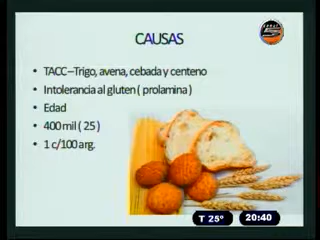 CAUSAS
• TACC–Trigo, avena, cebada y centeno
• Intolerancia al gluten ( prolamina )
• Edad
• 400 mil ( 25 )
• 1 c/100 arg.
T 25° 20:40